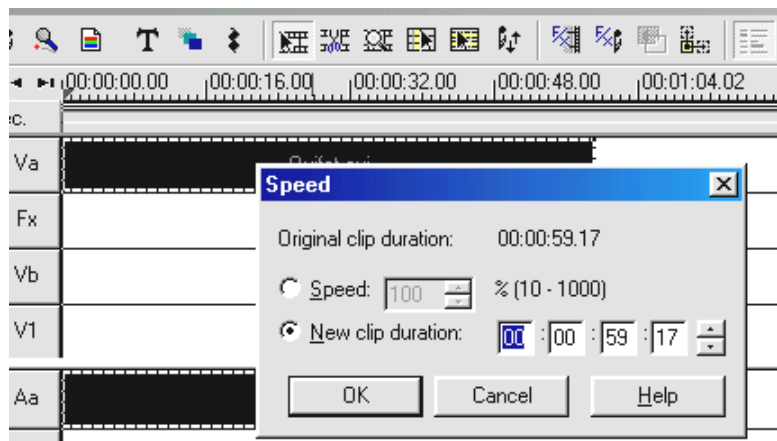 T
00:00:00.00 00:00:16.00 00:00:32.00 00:00:48.00 00:01:04.02
Va
Speed
Original clip duration: 00:00:59.17
Fx
Speed: 100 % (10 - 1000)
Vb
New clip duration: 00 : 00 : 59 : 17
V1
OK Cancel Help
Aa